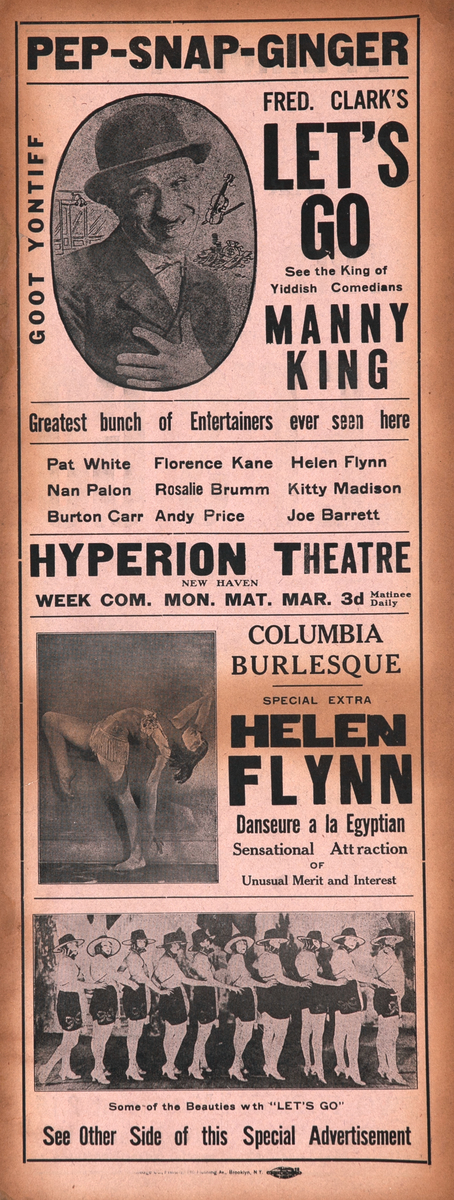 PEP-SNAP-GINGER
GOOT YONTIFF
FRED. CLARK'S
LET'S
GO
See the King of
Yiddish Comedians
MANNY
KING
Greatest bunch of Entertainers ever seen here
Pat White Florence Kane Helen Flynn
Nan Palon Rosalie Brumm Kitty Madison
Burton Carr Andy Price Joe Barrett
HYPERION THEATRE
NEW HAVEN
WEEK COM. MON. MAT. MAR. 3d Matinee Daily
COLUMBIA
BURLESQUE
SPECIAL EXTRA
HELEN
FLYNN
Danseure a la Egyptian
Sensational Attraction
OF
Unusual Merit and Interest
Some of the Beauties wth "LET'S GO"
See Other Side of this Special Advertisement
Av., Brooklyn, N.Y.